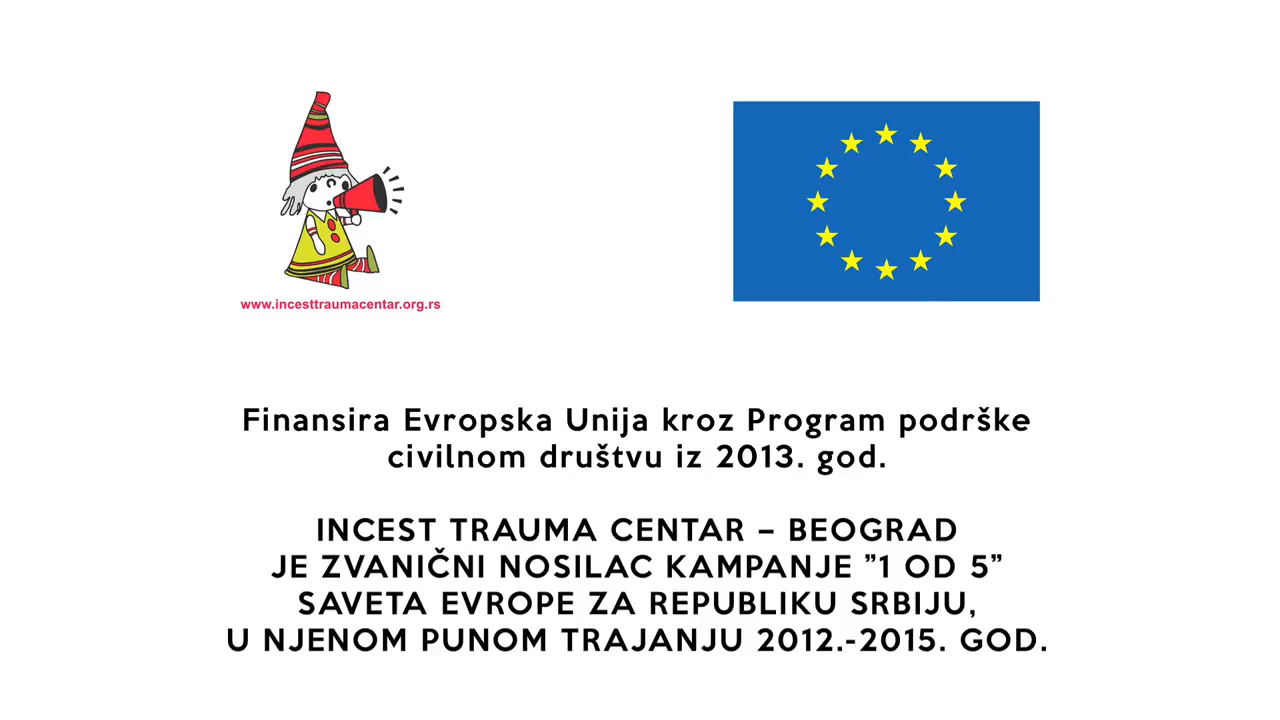 www.incesttraumacentar.org.rs
Finansira Evropska Unija kroz Program podrške
civilnom društvu iz 2013. god.
INCEST TRAUMA CENTAR – BEOGRAD
JE ZVANIČNI NOSILAC KAMPANJE ”1 OD 5”
SAVETA EVROPE ZA REPUBLIKU SRBIJU,
U NJENOM PUNOM TRAJANJU 2012.-2015. GOD.